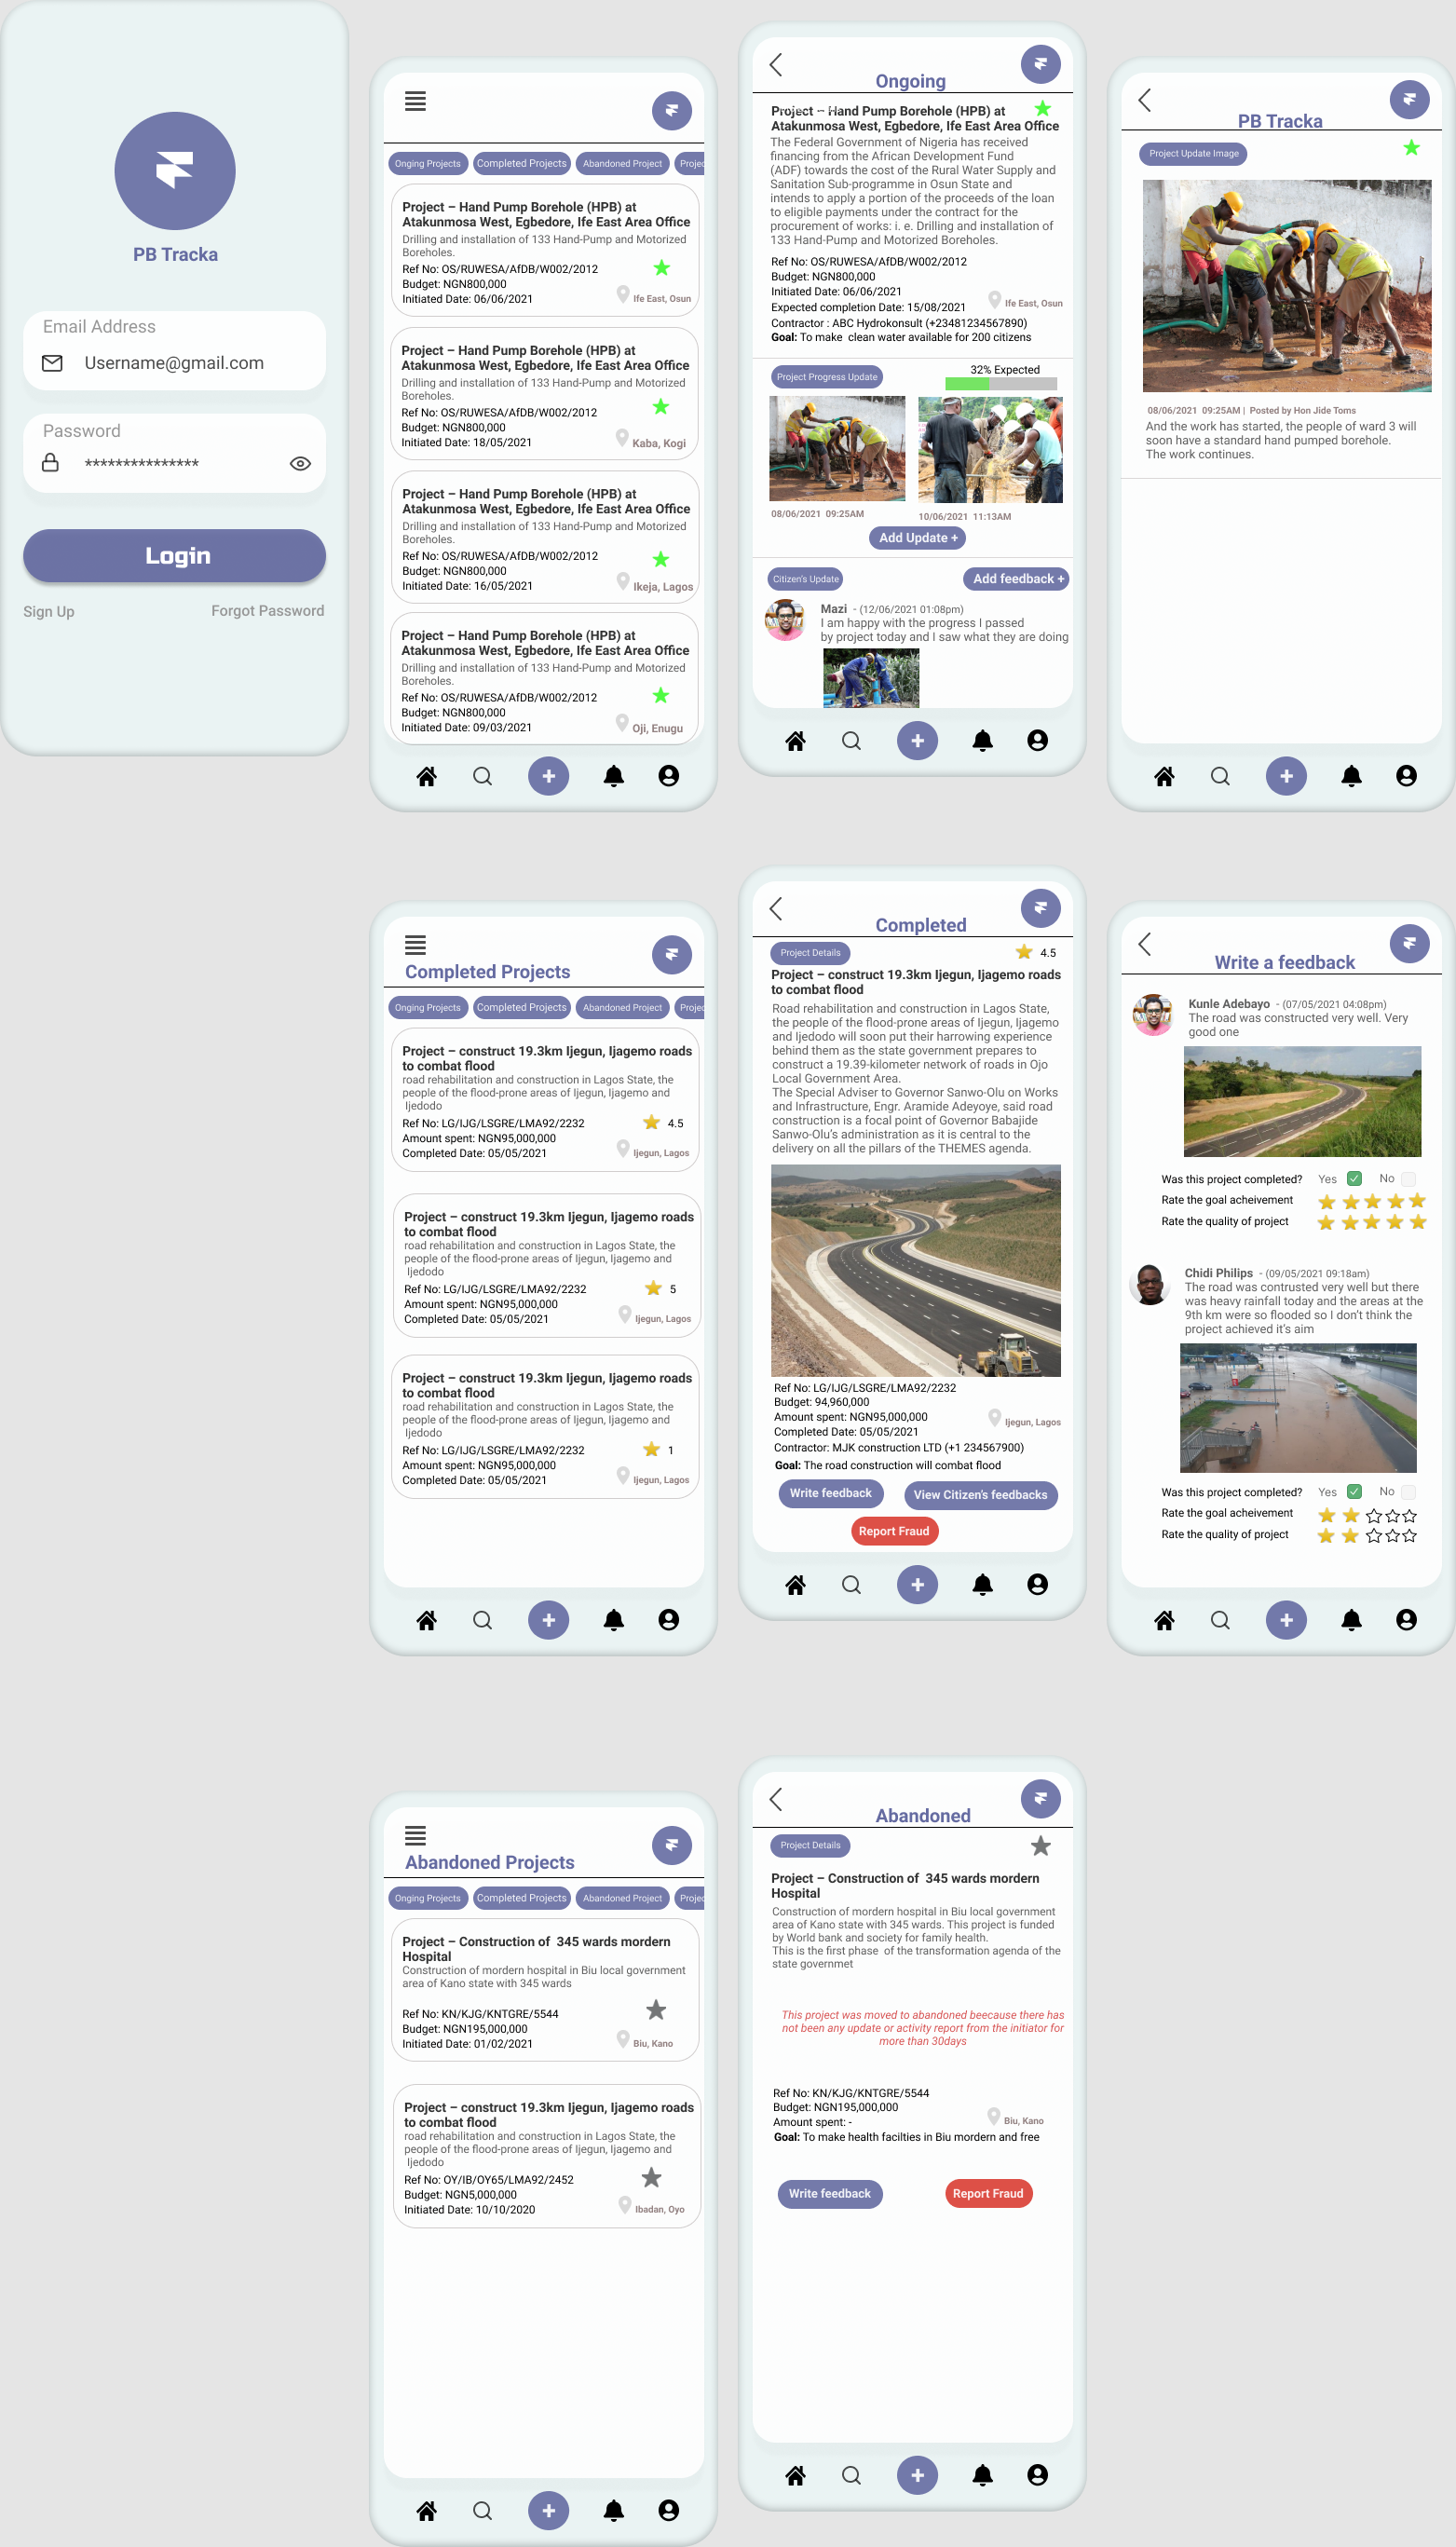 PB Tracka
Email Address
Username@gmail.com
Password
***************
Login
Sign Up
Forgot Password
Onging Projects
Completed Projects
Abandoned Project
Projec
Project – Hand Pump Borehole (HPB) at
Atakunmosa West, Egbedore, Ife East Area Office
Drilling and installation of 133 Hand-Pump and Motorized
Boreholes.
Ref No: OS/RUWESA/AfDB/W002/2012
Budget: NGN800,000
Initiated Date: 06/06/2021
Ife East, Osun
Project – Hand Pump Borehole (HPB) at
Atakunmosa West, Egbedore, Ife East Area Office
Drilling and installation of 133 Hand-Pump and Motorized
Boreholes.
Ref No: OS/RUWESA/AfDB/W002/2012
Budget: NGN800,000
Initiated Date: 18/05/2021
Kaba, Kogi
Project – Hand Pump Borehole (HPB) at
Atakunmosa West, Egbedore, Ife East Area Office
Drilling and installation of 133 Hand-Pump and Motorized
Boreholes.
Ref No: OS/RUWESA/AfDB/W002/2012
Budget: NGN800,000
Initiated Date: 16/05/2021
Ikeja, Lagos
Project – Hand Pump Borehole (HPB) at
Atakunmosa West, Egbedore, Ife East Area Office
Drilling and installation of 133 Hand-Pump and Motorized
Boreholes.
Ref No: OS/RUWESA/AfDB/W002/2012
Budget: NGN800,000
Initiated Date: 09/03/2021
Oji, Enugu
Ongoing
Project – Hand Pump Borehole (HPB) at
Atakunmosa West, Egbedore, Ife East Area Office
The Federal Government of Nigeria has received
financing from the African Development Fund
(ADF) towards the cost of the Rural Water Supply and
Sanitation Sub-programme in Osun State and
intends to apply a portion of the proceeds of the loan
to eligible payments under the contract for the
procurement of works: i. e. Drilling and installation of
133 Hand-Pump and Motorized Boreholes.
Ref No: OS/RUWESA/AfDB/W002/2012
Budget: NGN800,000
Initiated Date: 06/06/2021
Expected completion Date: 15/08/2021
Ife East, Osun
Contractor : ABC Hydrokonsult (+23481234567890)
Goal: To make clean water available for 200 citizens
Project Progress Update
32% Expected
08/06/2021 09:25AM
10/06/2021 11:13AM
Add Update +
Citizen's Update
Add feedback +
Mazi - (12/06/2021 01:08pm)
I am happy with the progress I passed
by project today and I saw what they are doing
PB Tracka
Project Update Image
08/06/2021 09:25AM | Posted by Hon Jide Toms
And the work has started, the people of ward 3 will
soon have a standard hand pumped borehole.
The work continues.
Completed Projects
Onging Projects
Completed Projects
Abandoned Project
Projec
Project – construct 19.3km Ijegun, Ijagemo roads
to combat flood
road rehabilitation and construction in Lagos State, the
people of the flood-prone areas of Ijegun, Ijagemo and
Ijedodo
Ref No: LG/IJG/LSGRE/LMA92/2232
4.5
Amount spent: NGN95,000,000
Completed Date: 05/05/2021
Ijegun, Lagos
Project – construct 19.3km Ijegun, Ijagemo roads
to combat flood
road rehabilitation and construction in Lagos State, the
people of the flood-prone areas of Ijegun, Ijagemo and
Ijedodo
Ref No: LG/IJG/LSGRE/LMA92/2232
5
Amount spent: NGN95,000,000
Completed Date: 05/05/2021
Ijegun, Lagos
Project – construct 19.3km Ijegun, Ijagemo roads
to combat flood
road rehabilitation and construction in Lagos State, the
people of the flood-prone areas of Ijegun, Ijagemo and
Ijedodo
Ref No: LG/IJG/LSGRE/LMA92/2232
1
Amount spent: NGN95,000,000
Completed Date: 05/05/2021
Ijegun, Lagos
Completed
Project Details
4.5
Project – construct 19.3km Ijegun, Ijagemo roads
to combat flood
Road rehabilitation and construction in Lagos State,
the people of the flood-prone areas of Ijegun, Ijagemo
and Ijedodo will soon put their harrowing experience
behind them as the state government prepares to
construct a 19.39-kilometer network of roads in Ojo
Local Government Area.
The Special Adviser to Governor Sanwo-Olu on Works
and Infrastructure, Engr. Aramide Adeyoye, said road
construction is a focal point of Governor Babajide
Sanwo-Olu's administration as it is central to the
delivery on all the pillars of the THEMES agenda.
Ref No: LG/IJG/LSGRE/LMA92/2232
Budget: 94,960,000
Amount spent: NGN95,000,000
Completed Date: 05/05/2021
Ijegun, Lagos
Contractor: MJK construction LTD (+1 234567900)
Goal: The road construction will combat flood
Write feedback
View Citizen's feedbacks
Report Fraud
Write a feedback
Kunle Adebayo - (07/05/2021 04:08pm)
The road was constructed very well. Very
good one
Was this project completed? Yes No
Rate the goal acheivement
Rate the quality of project
Chidi Philips - (09/05/2021 09:18am)
The road was contrusted very well but there
was heavy rainfall today and the areas at the
9th km were so flooded so I don't think the
project achieved it's aim
Was this project completed? Yes No
Rate the goal acheivement
Rate the quality of project
Abandoned Projects
Onging Projects
Completed Projects
Abandoned Project
Projec
Project – Construction of 345 wards mordern
Hospital
Construction of mordern hospital in Biu local government
area of Kano state with 345 wards
Ref No: KN/KJG/KNTGRE/5544
Budget: NGN195,000,000
Initiated Date: 01/02/2021
Biu, Kano
Project – construct 19.3km Ijegun, Ijagemo roads
to combat flood
road rehabilitation and construction in Lagos State, the
people of the flood-prone areas of Ijegun, Ijagemo and
Ijedodo
Ref No: OY/IB/OY65/LMA92/2452
Budget: NGN5,000,000
Initiated Date: 10/10/2020
Ibadan, Oyo
Abandoned
Project Details
Project – Construction of 345 wards mordern
Hospital
Construction of mordern hospital in Biu local government
area of Kano state with 345 wards. This project is funded
by World bank and society for family health.
This is the first phase of the transformation agenda of the
state governmet
This project was moved to abandoned beecause there has
not been any update or activity report from the initiator for
more than 30days
Ref No: KN/KJG/KNTGRE/5544
Budget: NGN195,000,000
Amount spent: -
Biu, Kano
Goal: To make health facilties in Biu mordern and free
Write feedback
Report Fraud